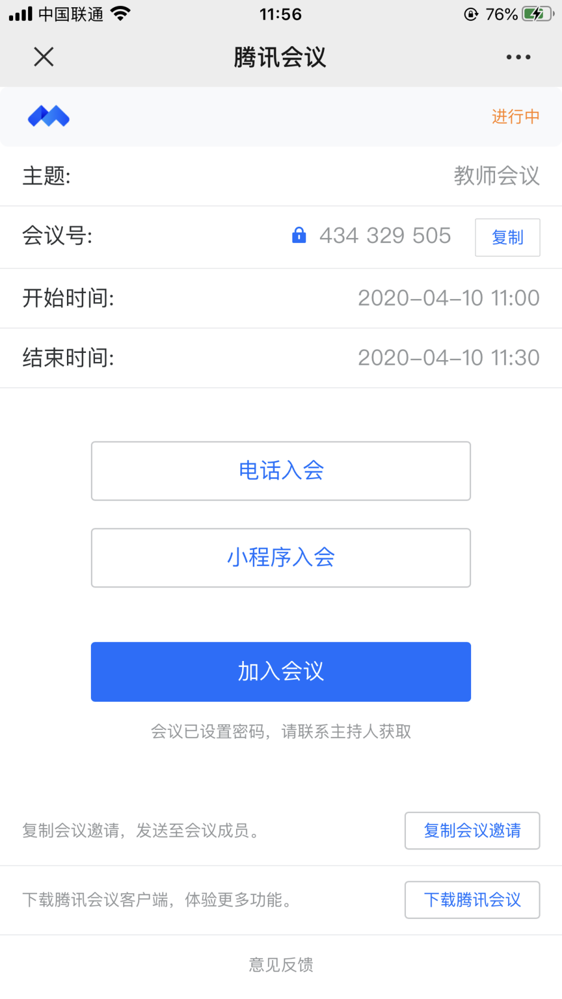 中国联通 11:56 76%
腾讯会议
进行中
主题: 教师会议
会议号: 434 329 505 复制
开始时间: 2020-04-10 11:00
结束时间: 2020-04-10 11:30
电话入会
小程序入会
加入会议
会议已设置密码，请联系主持人获取
复制会议邀请，发送至会议成员。 复制会议邀请
下载腾讯会议客户端，体验更多功能。 下载腾讯会议
意见反馈